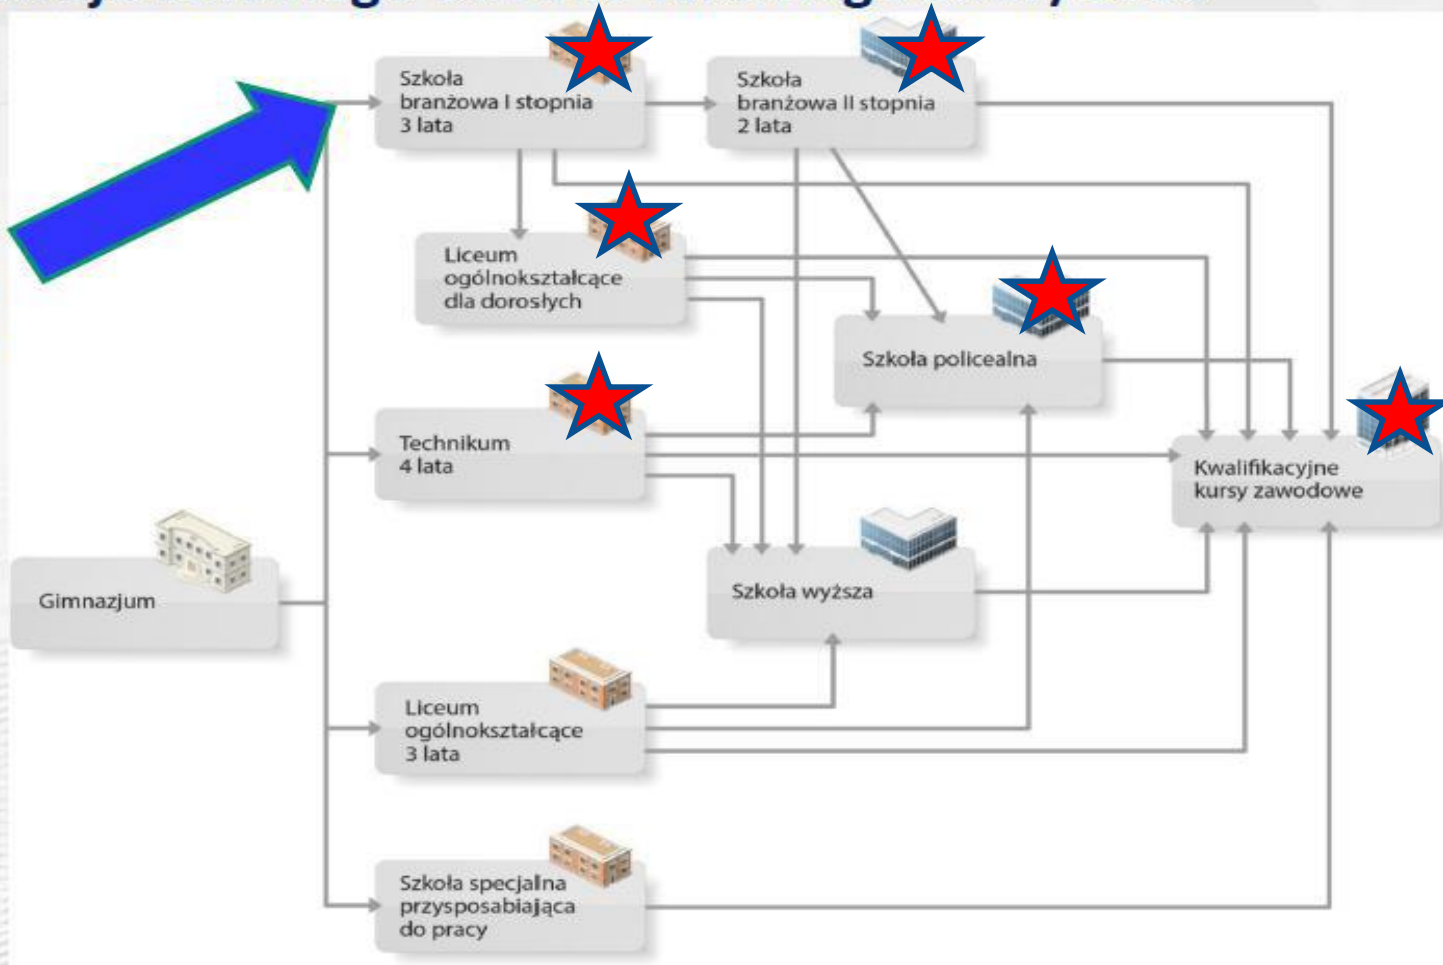 Szkoła
branżowa I stopnia
3 lata
Szkoła
branżowa II stopnia
2 lata
Liceum
ogólnokształcące
dla dorosłych
Szkoła policealna
Technikum
4 lata
Kwalifikacyjne
kursy zawodowe
Gimnazjum
Szkoła wyższa
Liceum
ogólnokształcące
3 lata
Szkoła specjalna
przysposabiająca
do pracy